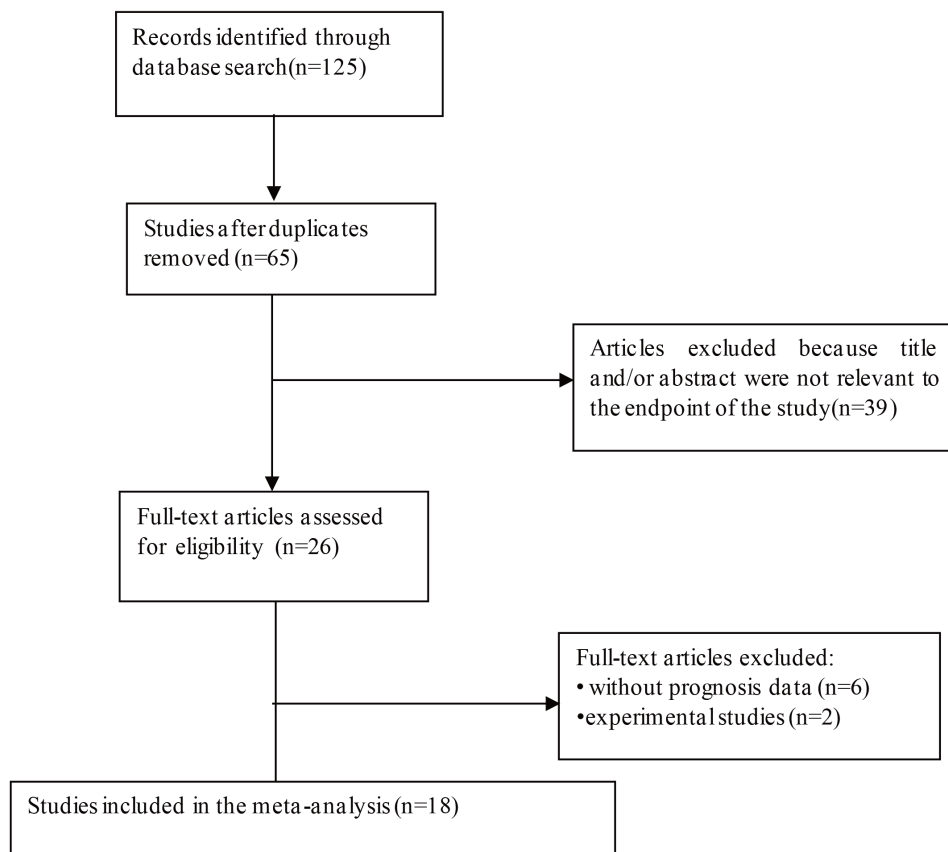 Records identified through
database search(n=125)
Studies after duplicates
removed (n=65)
Articles excluded because title
and/or abstract were not relevant to
the endpoint of the study(n=39)
Full-text articles assessed
for eligibility (n=26)
Full-text articles excluded:
• without prognosis data (n=6)
•experimental studies (n=2)
Studies included in the meta-analysis (n=18)